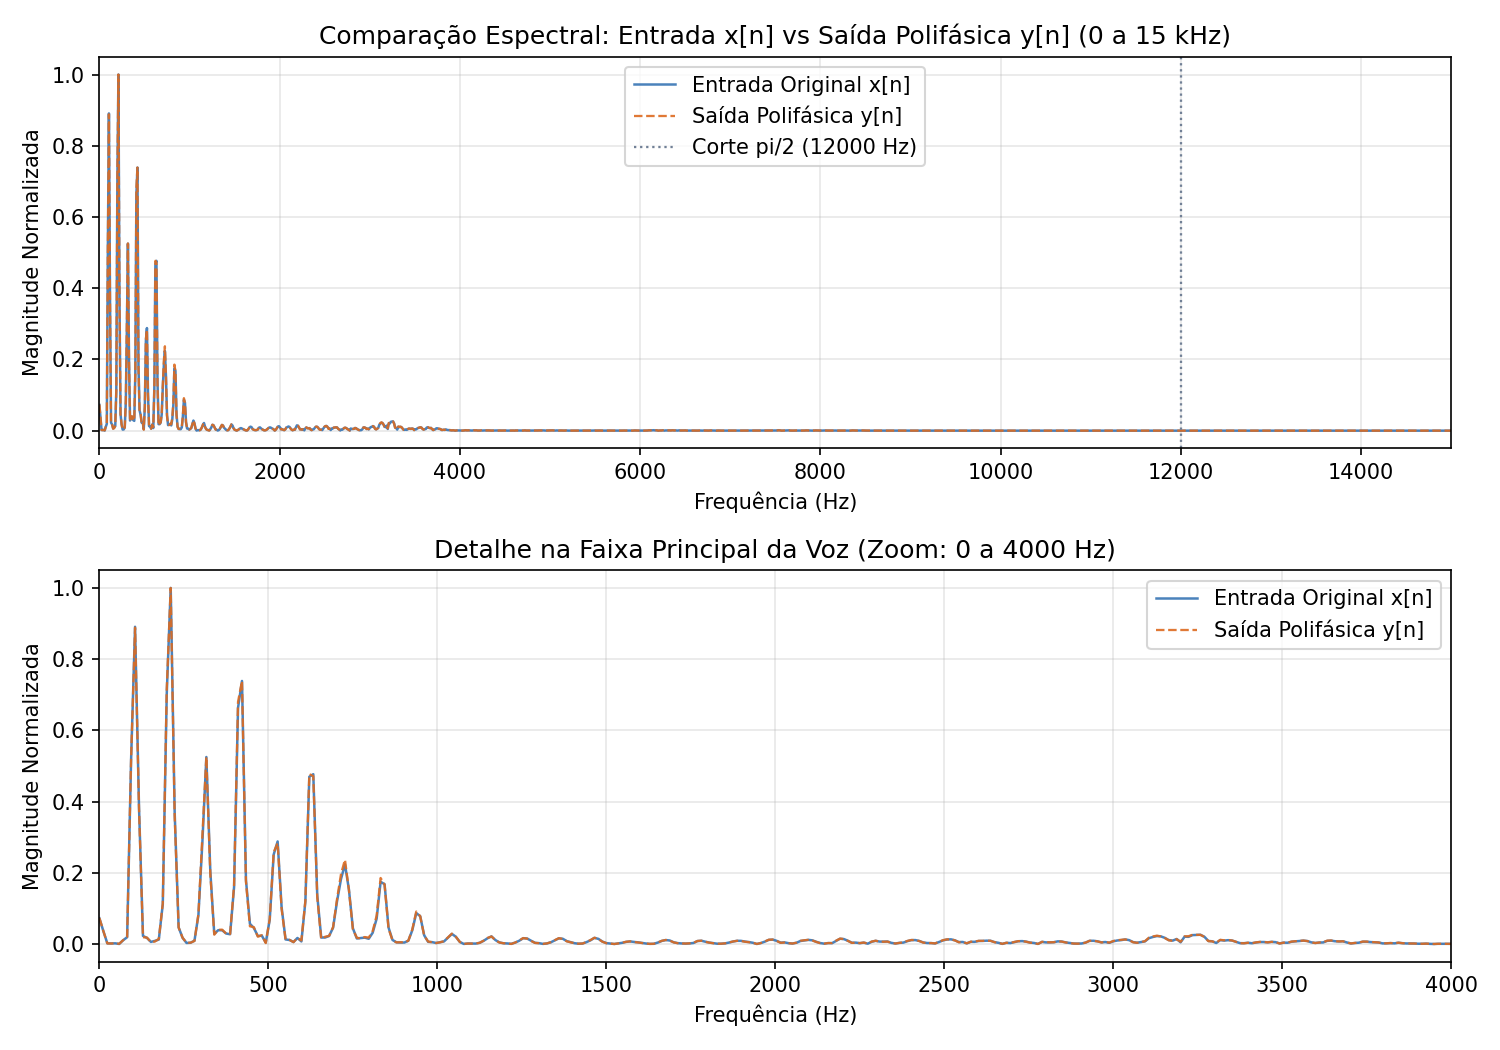 Comparação Espectral: Entrada x[n] vs Saída Polifásica y[n] (0 a 15 kHz)
Magnitude Normalizada
1.0
0.8
0.6
0.4
0.2
0.0
Entrada Original x[n]
Saída Polifásica y[n]
Corte pi/2 (12000 Hz)
0 2000 4000 6000 8000 10000 12000 14000
Frequência (Hz)
Detalhe na Faixa Principal da Voz (Zoom: 0 a 4000 Hz)
Magnitude Normalizada
1.0
0.8
0.6
0.4
0.2
0.0
Entrada Original x[n]
Saída Polifásica y[n]
0 500 1000 1500 2000 2500 3000 3500 4000
Frequência (Hz)